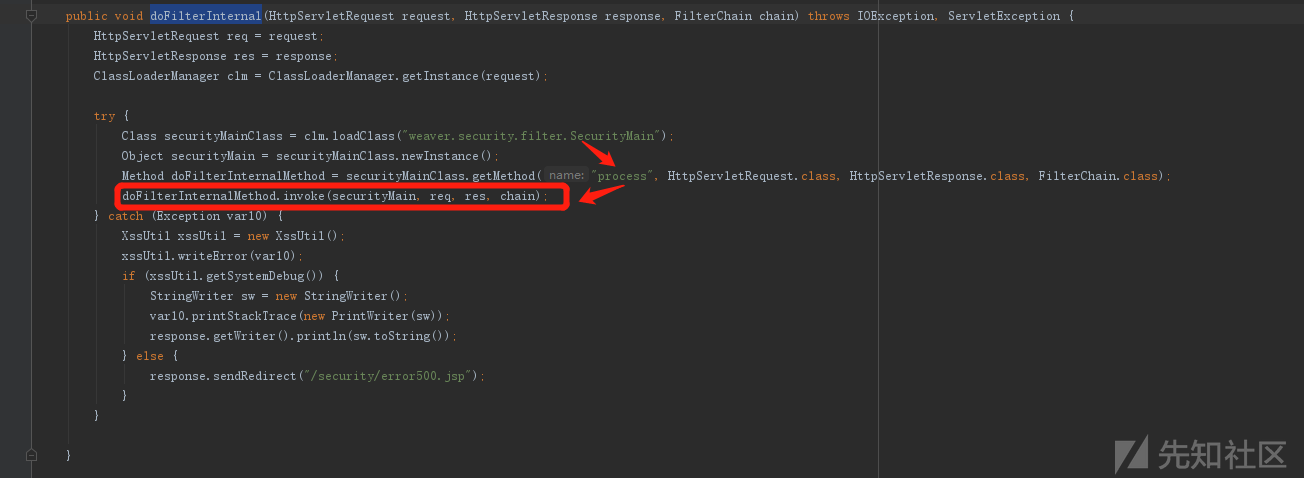 public void doFilterInternal(HttpServletRequest request, HttpServletResponse response, FilterChain chain) throws IOException, ServletException {
HttpServletRequest req = request;
HttpServletResponse res = response;
ClassLoaderManager clm = ClassLoaderManager.getInstance(request);
try {
Class securityMainClass = clm.loadClass("weaver.security.filter.SecurityMain");
Object securityMain = securityMainClass.newInstance();
Method doFilterInternalMethod = securityMainClass.getMethod( name: "process", HttpServletRequest.class, HttpServletResponse.class, FilterChain.class);
doFilterInternalMethod.invoke(securityMain, req, res, chain);
} catch (Exception var10) {
XssUtil xssUtil = new XssUtil();
xssUtil.writeError(var10);
if (xssUtil.getSystemDebug()) {
StringWriter sw = new StringWriter();
var10.printStackTrace(new PrintWriter(sw));
response.getWriter().println(sw.toString());
} else {
response.sendRedirect("/security/error500.jsp");
}
}
}
先知社区